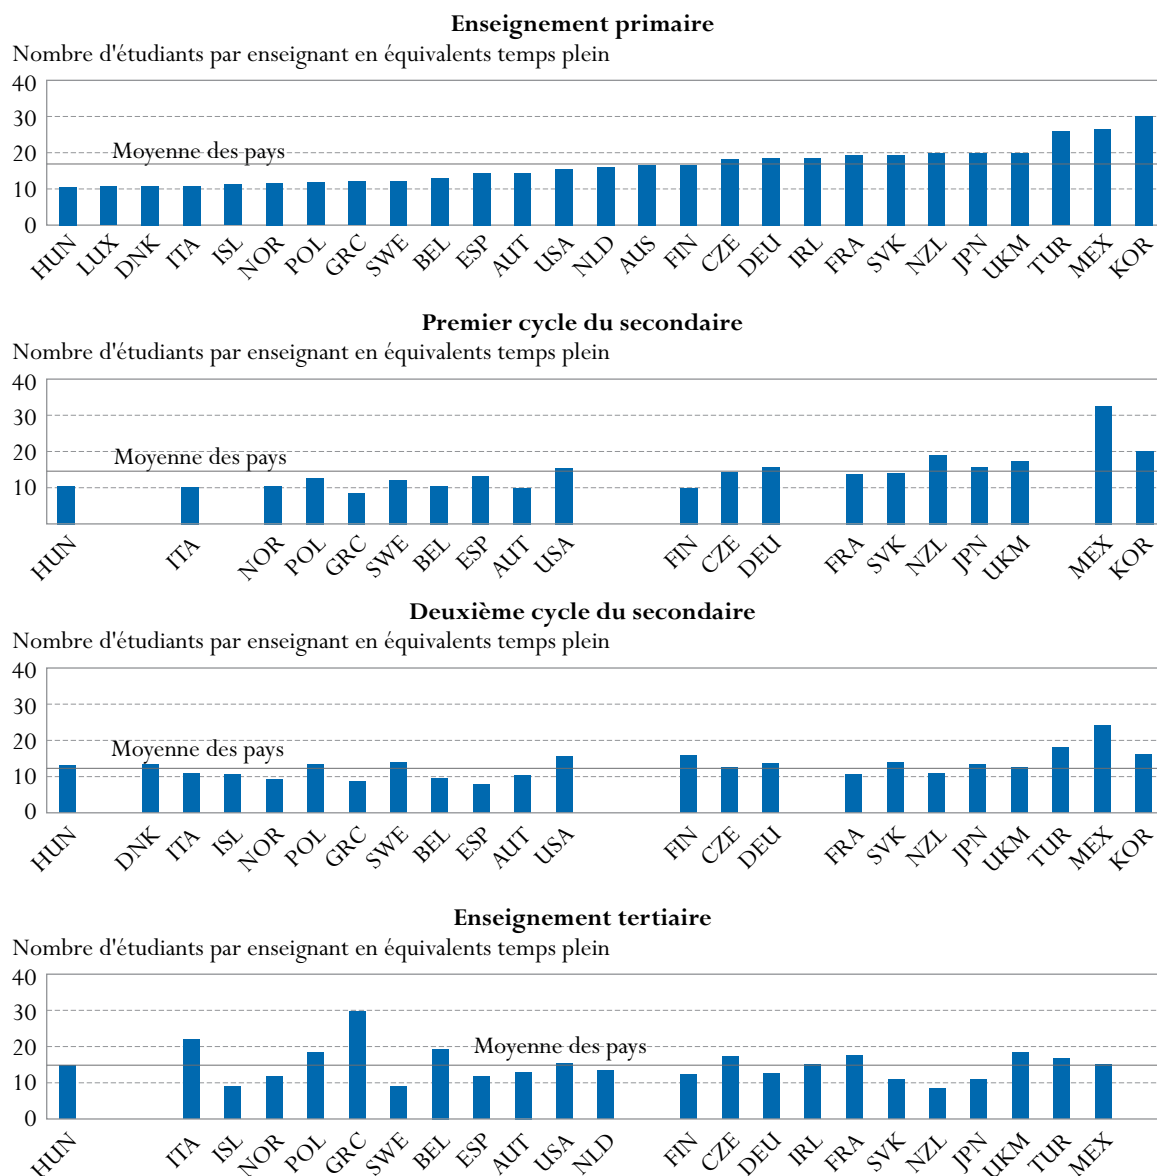 Enseignement primaire
Nombre d'étudiants par enseignant en équivalents temps plein
40
30
20
10
0
Moyenne des pays
HUN LUX DNK ITA ISL NOR POL GRC SWE BEL ESP AUT USA NLD AUS FIN CZE DEU IRL FRA SVK NZL JPN UKM TUR MEX KOR
Premier cycle du secondaire
Nombre d'étudiants par enseignant en équivalents temps plein
40
30
20
10
Moyenne des pays
HUN ITA NOR POL GRC SWE BEL ESP AUT USA FIN CZE DEU FRA SVK NZL JPN UKM MEX KOR
Deuxième cycle du secondaire
Nombre d'étudiants par enseignant en équivalents temps plein
40
30
20
10
0
Moyenne des pays
HUN DNK ITA ISL NOR POL GRC SWE BEL ESP AUT USA FIN CZE DEU FRA SVK NZL JPN UKM TUR MEX KOR
Enseignement tertiaire
Nombre d'étudiants par enseignant en équivalents temps plein
40
30
20
10
0
Moyenne des pays
HUN ITA ISL NOR POL GRC SWE BEL ESP AUT USA NLD FIN CZE DEU IRL FRA SVK NZL JPN UKM TUR MEX